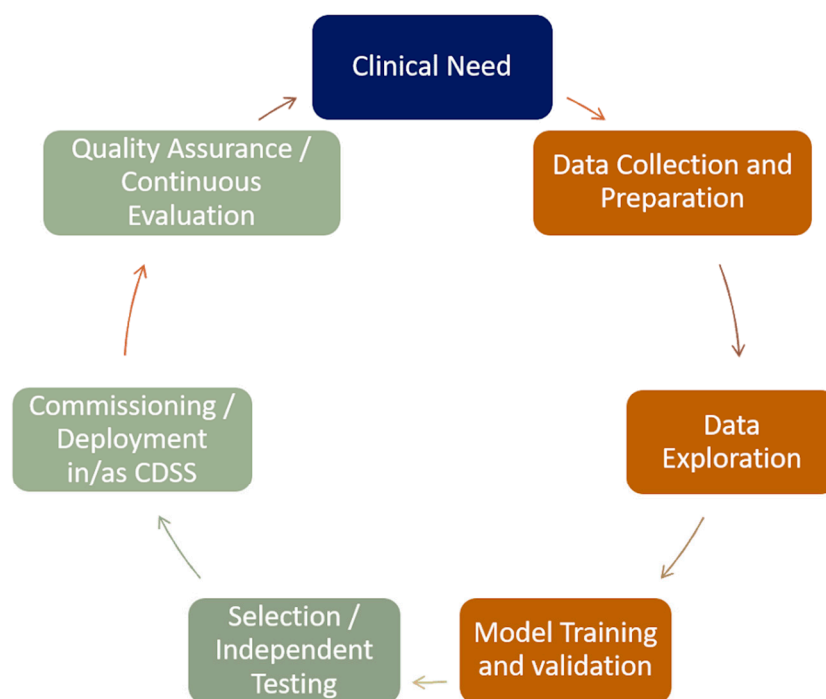 Clinical Need
Data Collection and
Preparation
Data
Exploration
Model Training
and validation
Selection /
Independent
Testing
Commissioning /
Deployment
in/as CDSS
Quality Assurance /
Continuous
Evaluation